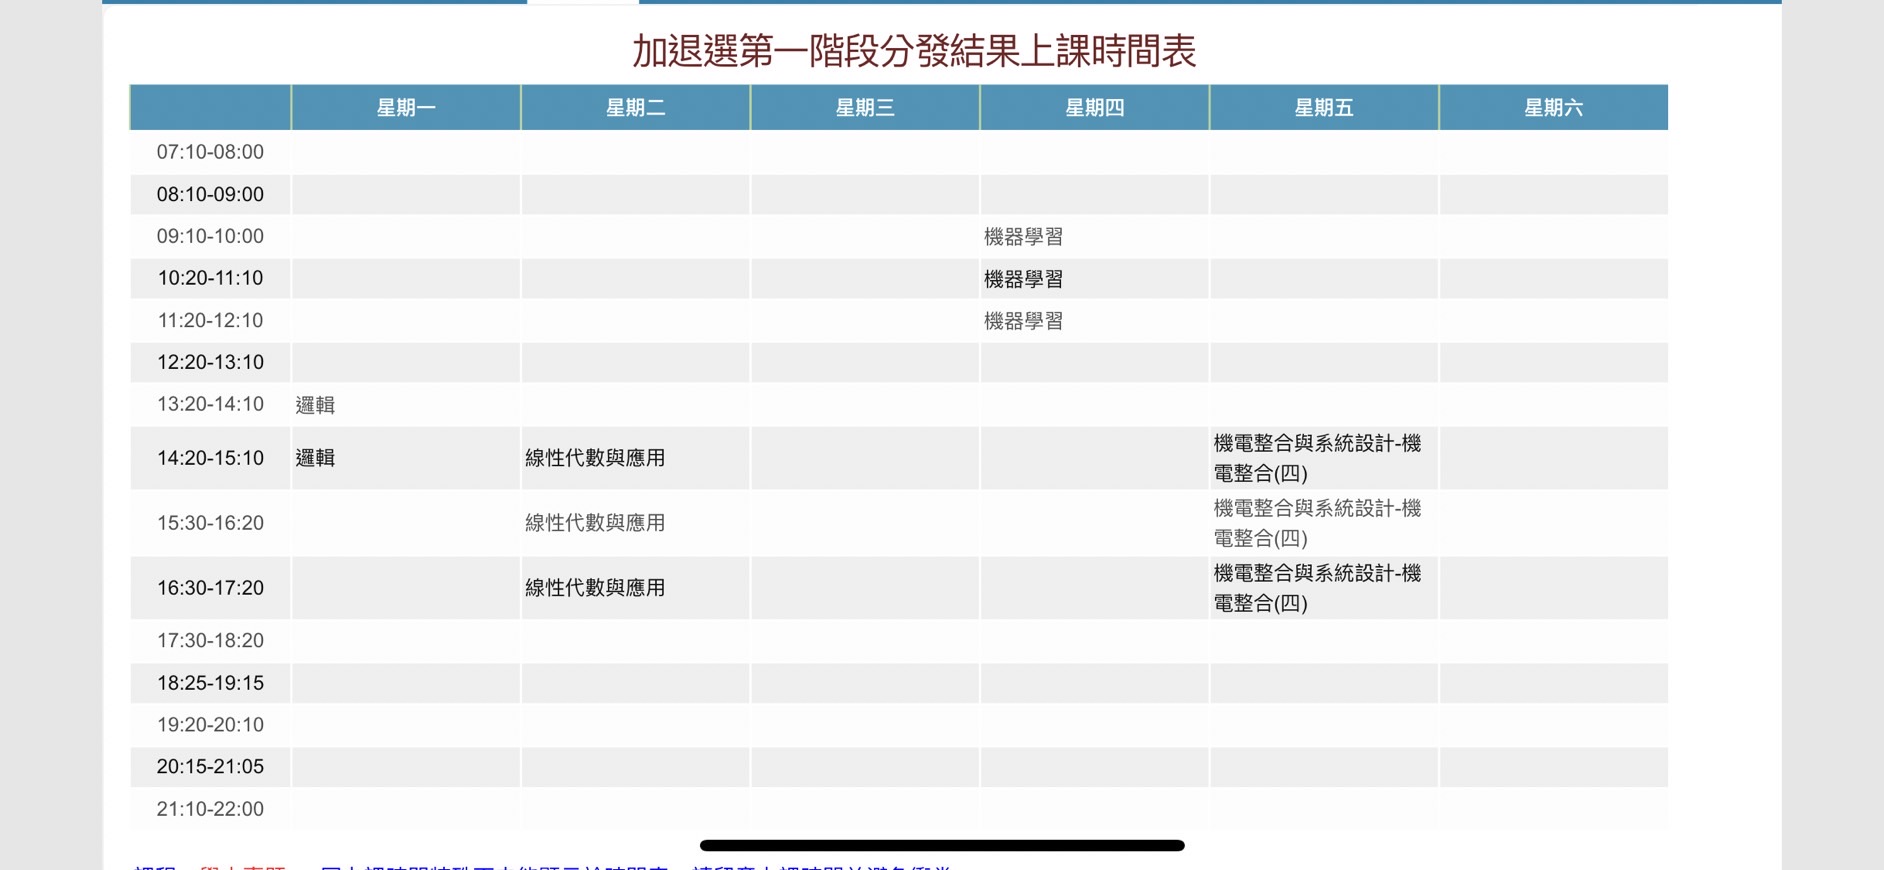 加退選第一階段分發結果上課時間表
星期一 星期二 星期三 星期四 星期五 星期六
07:10-08:00
08:10-09:00
09:10-10:00 機器學習
10:20-11:10 機器學習
11:20-12:10 機器學習
12:20-13:10
13:20-14:10 邏輯
14:20-15:10 邏輯 線性代數與應用 機電整合與系統設計-機
電整合(四)
15:30-16:20 線性代數與應用 機電整合與系統設計-機
電整合(四)
16:30-17:20 線性代數與應用 機電整合與系統設計-機
電整合(四)
17:30-18:20
18:25-19:15
19:20-20:10
20:15-21:05
21:10-22:00